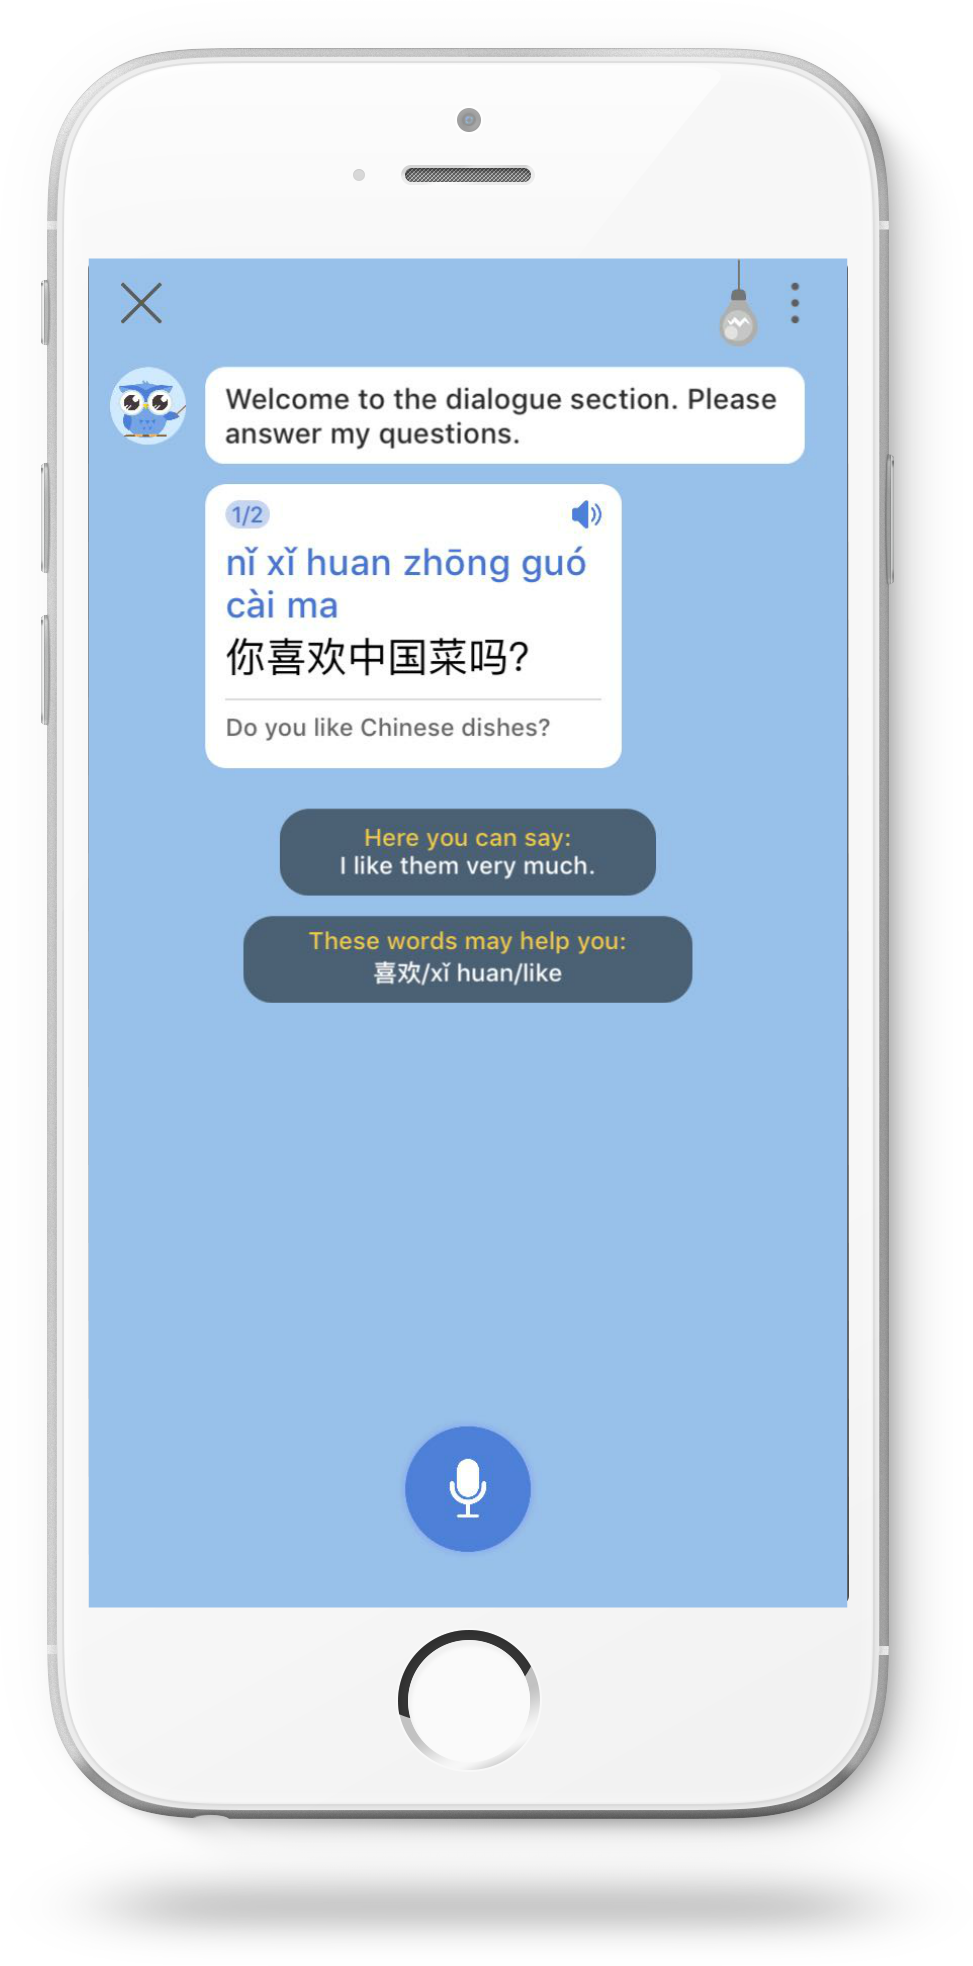 Welcome to the dialogue section. Please
answer my questions.
1/2
nǐ xǐ huan zhōng guó
cài ma
你喜欢中国菜吗?
Do you like Chinese dishes?
Here you can say:
I like them very much.
These words may help you:
喜欢/xǐ huan/like